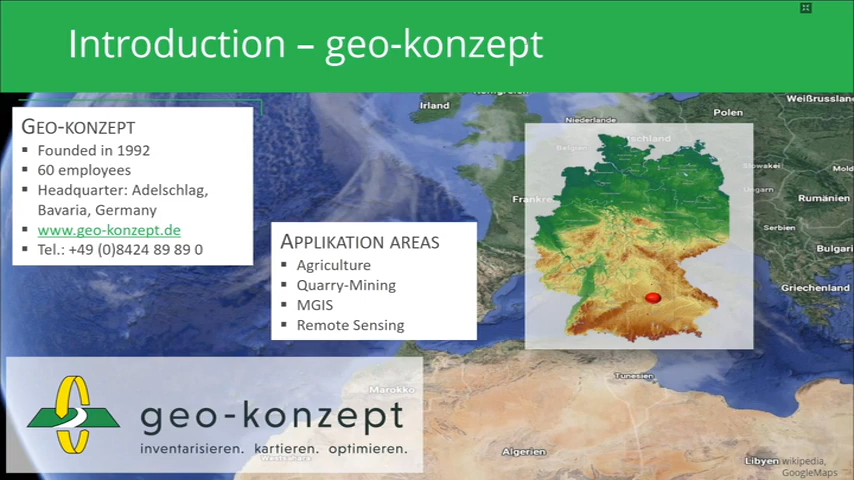 Introduction – geo-konzept
GEO-KONZEPT
▪ Founded in 1992
▪ 60 employees
▪ Headquarter: Adelschlag,
Bavaria, Germany
▪ www.geo-konzept.de
▪ Tel.: +49 (0)8424 89 89 0
APPLIKATION AREAS
▪ Agriculture
▪ Quarry-Mining
▪ MGIS
▪ Remote Sensing
geo-konzept
inventarisieren. kartieren. optimieren.
Irland
Niederlande
Belgien
Polen
Weißrussland
Slowakei
Ungarn
Rumänien
Serbien
Bulgari
Griechenland
Marokko
Tunesien
Algerien
Libyen
wikipedia,
GoogleMaps